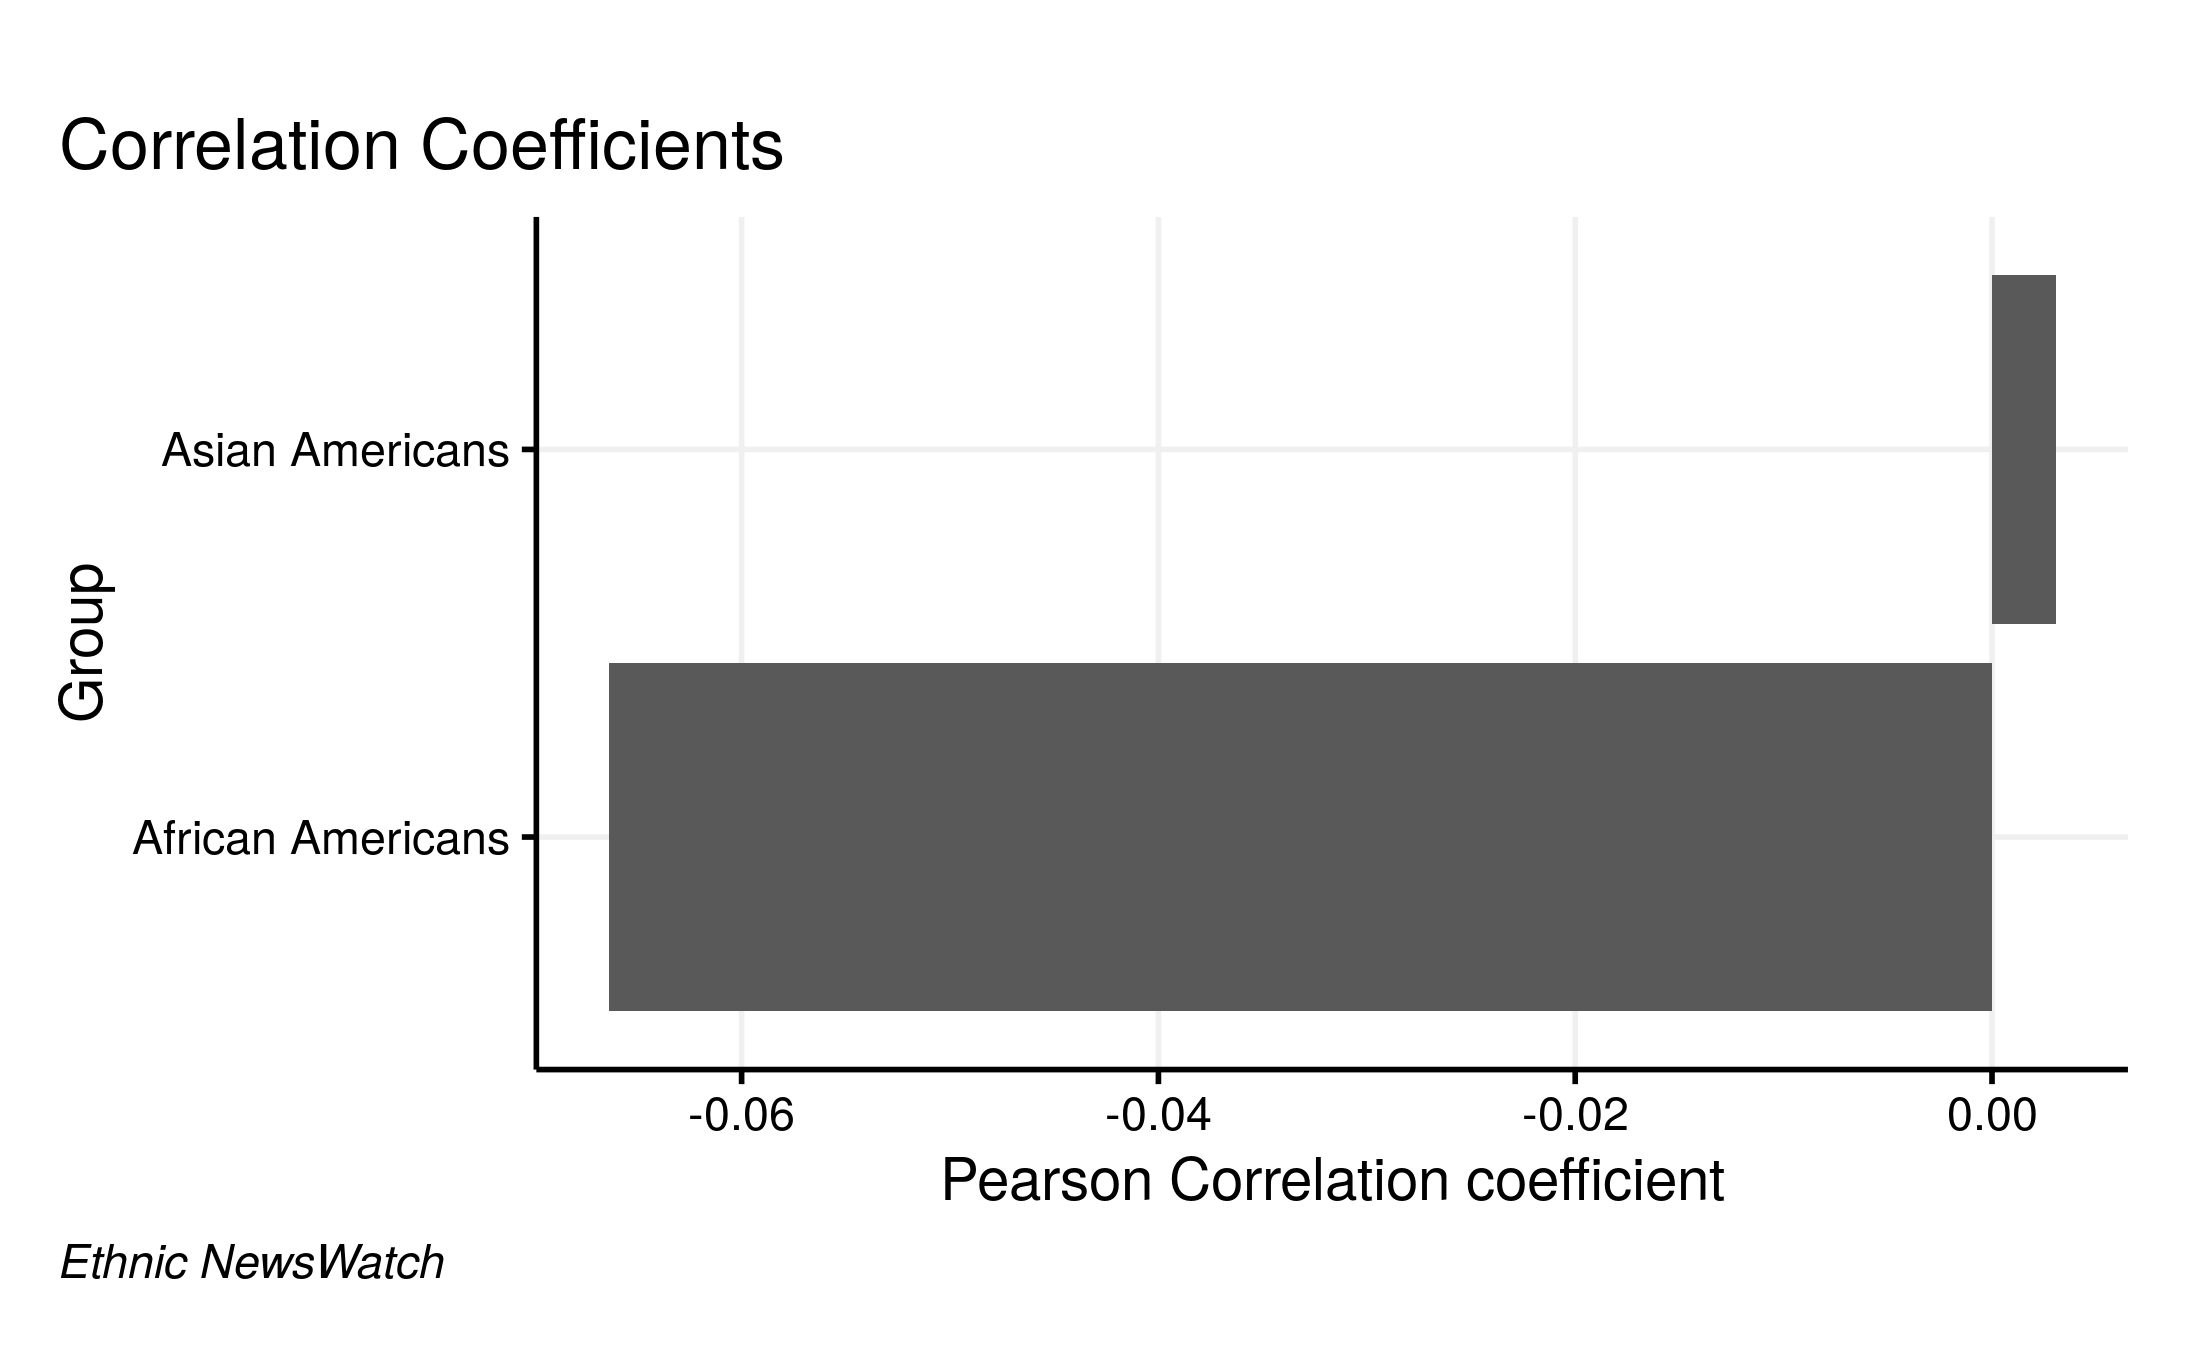 Correlation Coefficients
Group
Asian Americans
African Americans
-0.06 -0.04 -0.02 0.00
Pearson Correlation coefficient
Ethnic NewsWatch